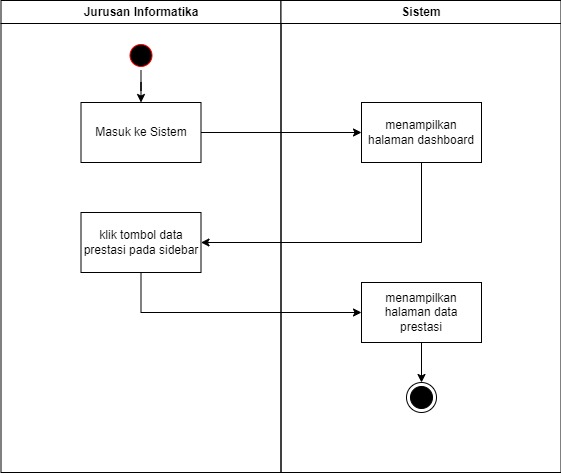 Jurusan Informatika
Sistem
Masuk ke Sistem
menampilkan
halaman dashboard
klik tombol data
prestasi pada sidebar
menampilkan
halaman data
prestasi